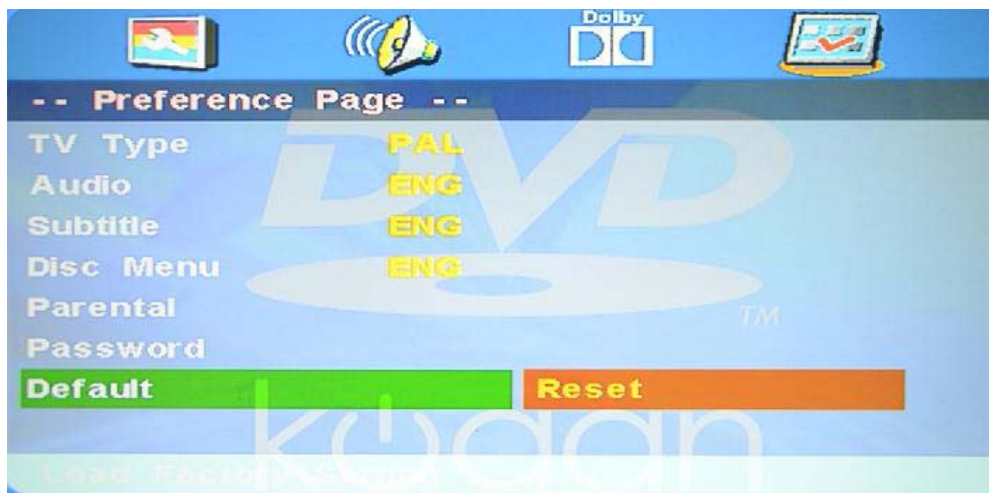 Dolby
-- Preference Page --
TV Type PAL
Audio ENG
Subtitle ENG
Disc Menu ENG
Parental
Password
Default Reset
DVD
TM
kogan
Load Factory